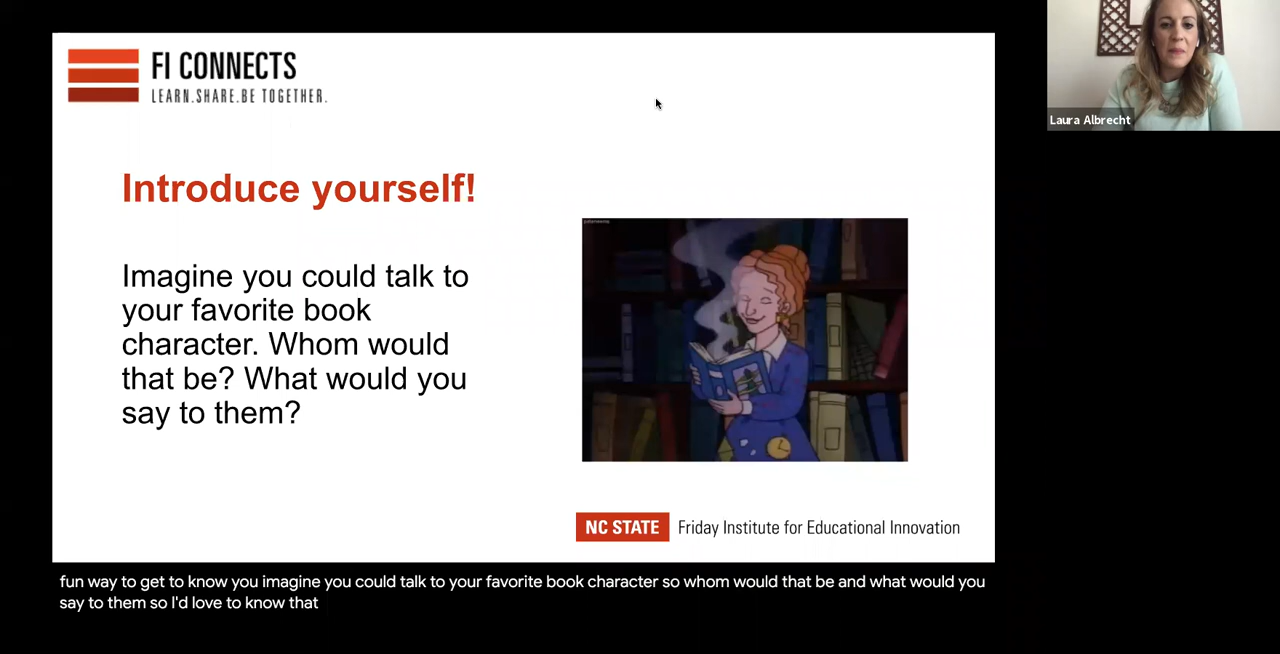 FI CONNECTS
LEARN.SHARE.BE TOGETHER.
Laura Albrecht
Introduce yourself!
Imagine you could talk to
your favorite book
character. Whom would
that be? What would you
say to them?
NC STATE Friday Institute for Educational Innovation
fun way to get to know you imagine you could talk to your favorite book character so whom would that be and what would you
say to them so I'd love to know that